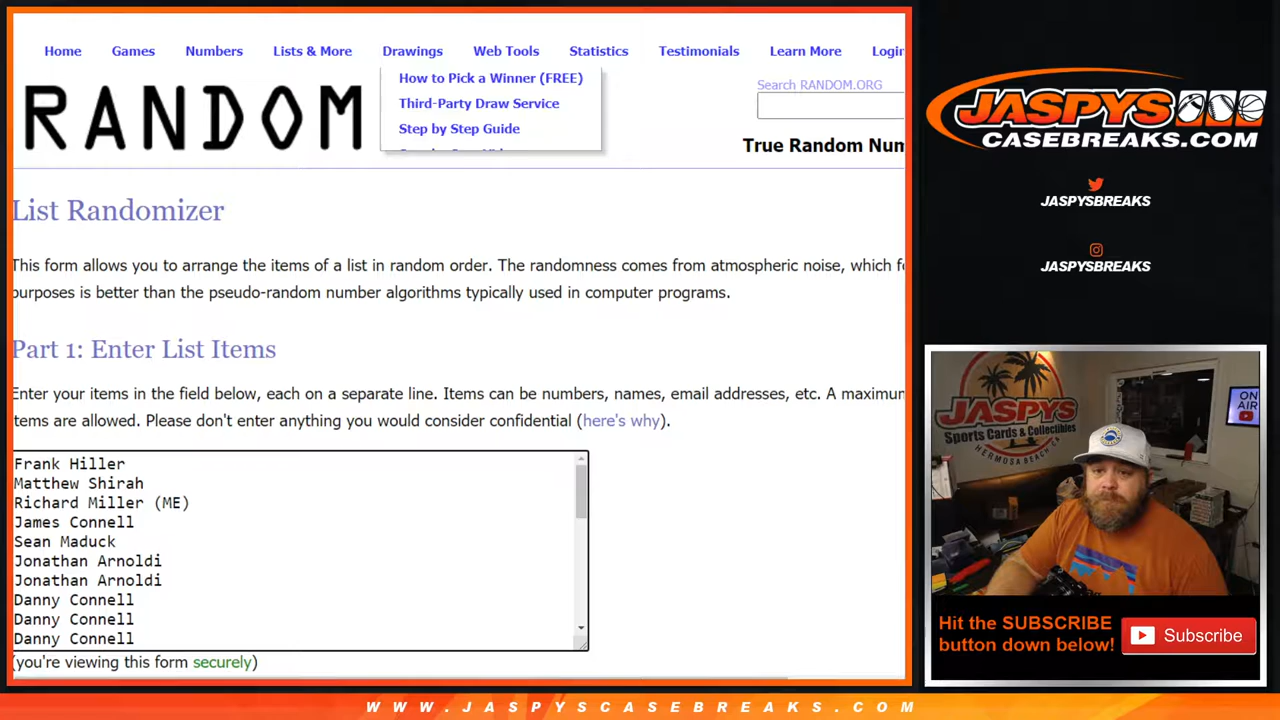 Home Games Numbers Lists & More Drawings Web Tools Statistics Testimonials Learn More Login
How to Pick a Winner (FREE)
Third-Party Draw Service
Step by Step Guide
RANDOM
Search RANDOM.ORG
True Random Num
List Randomizer
This form allows you to arrange the items of a list in random order. The randomness comes from atmospheric noise, which f
purposes is better than the pseudo-random number algorithms typically used in computer programs.
Part 1: Enter List Items
Enter your items in the field below, each on a separate line. Items can be numbers, names, email addresses, etc. A maximum
items are allowed. Please don't enter anything you would consider confidential (here's why).
Frank Hiller
Matthew Shirah
Richard Miller (ME)
James Connell
Sean Maduck
Jonathan Arnoldi
Jonathan Arnoldi
Danny Connell
Danny Connell
Danny Connell
(you're viewing this form securely)
JASPYS
CASEBREAKS.COM
JASPYSBREAKS
JASPYSBREAKS
JASPYS
Sports Cards & Collectibles
HERMOSA BEACH CA
ON
AIR
Hit the SUBSCRIBE
button down below!
Subscribe
WWW.JASPYSCASEBREAKS.COM